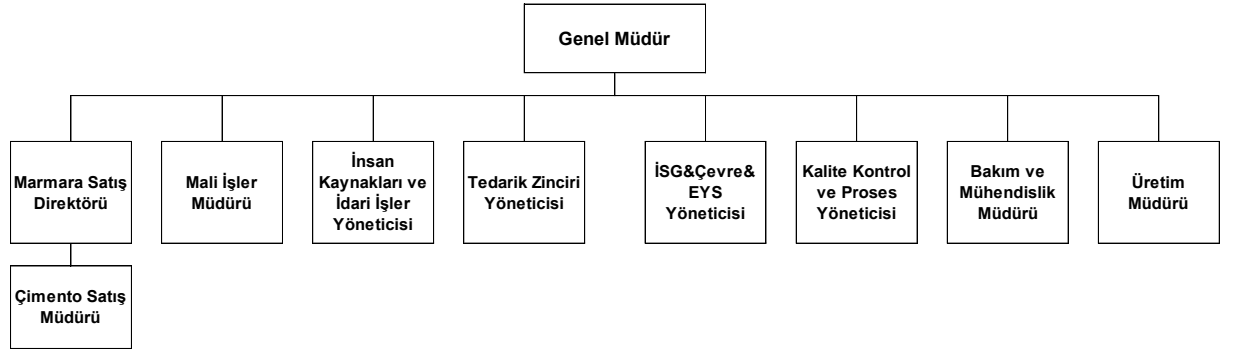 Genel Müdür
Marmara Satış
Direktörü
Mali İşler
Müdürü
İnsan
Kaynakları ve
İdari İşler
Yöneticisi
Tedarik Zinciri
Yöneticisi
İSG&Çevre&
EYS
Yöneticisi
Kalite Kontrol
ve Proses
Yöneticisi
Bakım ve
Mühendislik
Müdürü
Üretim
Müdürü
Çimento Satış
Müdürü